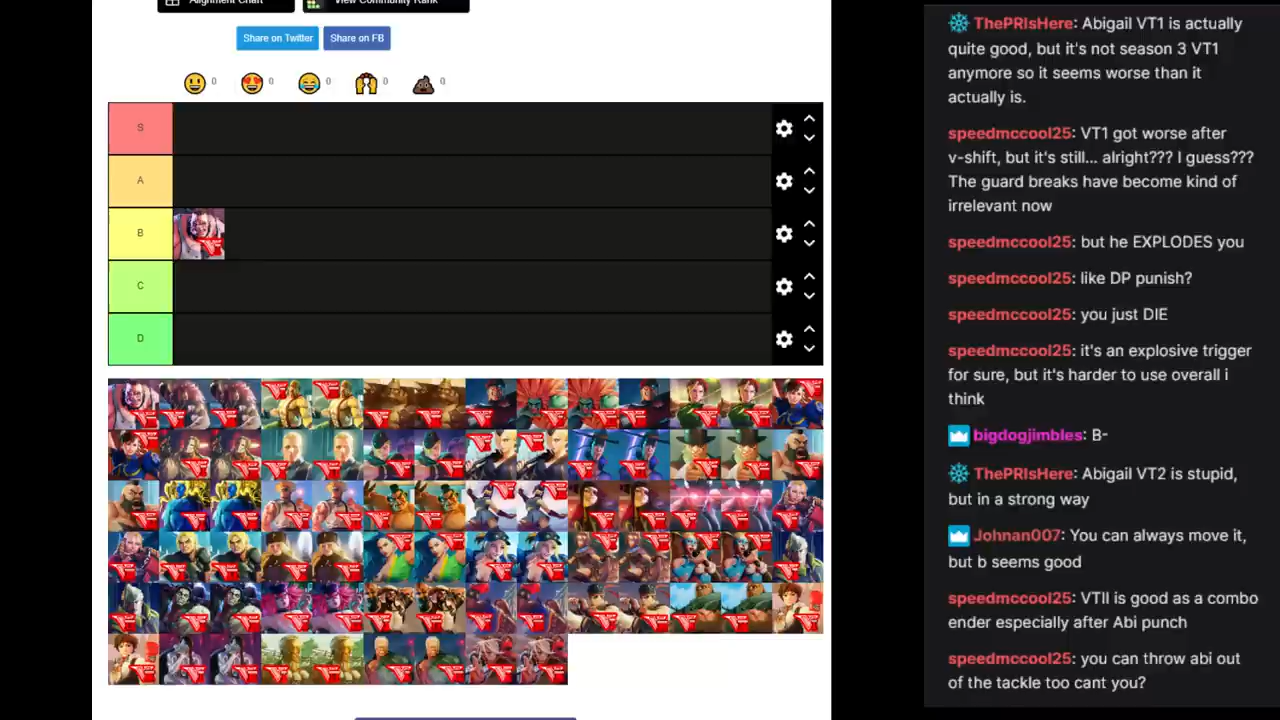 Alignment Chart
View Community Rank
Share on Twitter
Share on FB
0
0
0
0
0
S
A
B
C
D
ThePRIsHere: Abigail VT1 is actually
quite good, but it's not season 3 VT1
anymore so it seems worse than it
actually is.
speedmccool25: VT1 got worse after
v-shift, but it's still... alright??? I guess???
The guard breaks have become kind of
irrelevant now
speedmccool25: but he EXPLODES you
speedmccool25: like DP punish?
speedmccool25: you just DIE
speedmccool25: it's an explosive trigger
for sure, but it's harder to use overall i
think
bigdogjimbles: B-
ThePRIsHere: Abigail VT2 is stupid,
but in a strong way
Johnan007: You can always move it,
but b seems good
speedmccool25: VTII is good as a combo
ender especially after Abi punch
speedmccool25: you can throw abi out
of the tackle too cant you?